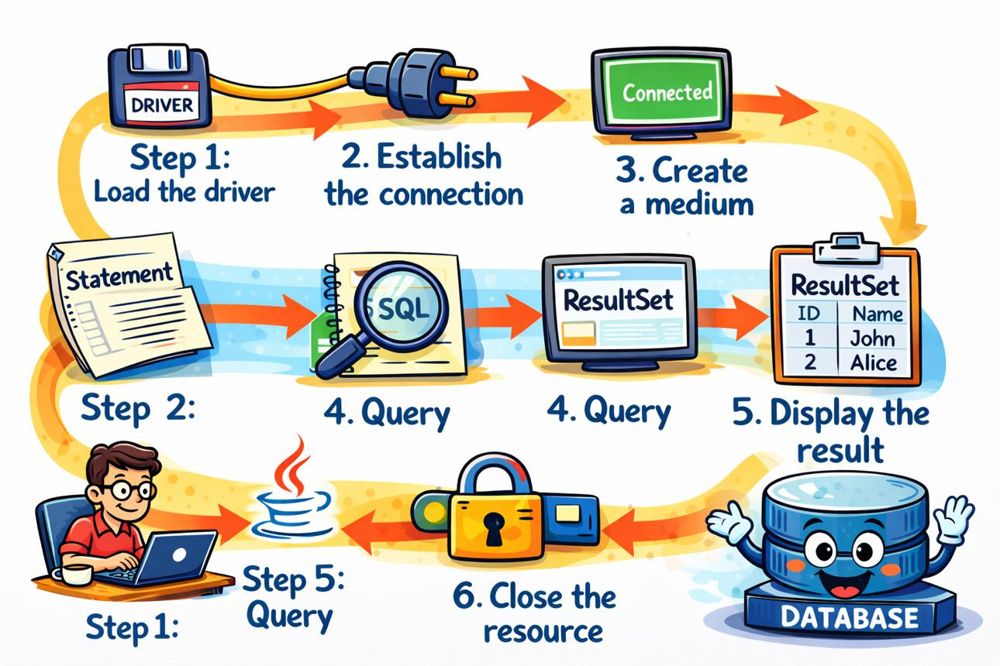 DRIVER
Connected
Step 1:
Load the driver
2. Establish
the connection
3. Create
a medium
Statement
SQL
ResultSet
ResultSet
ID Name
1 John
2 Alice
Step 2:
4. Query
4. Query
5. Display the
result
Step 1:
Step 5:
Query
6. Close the
resource
DATABASE